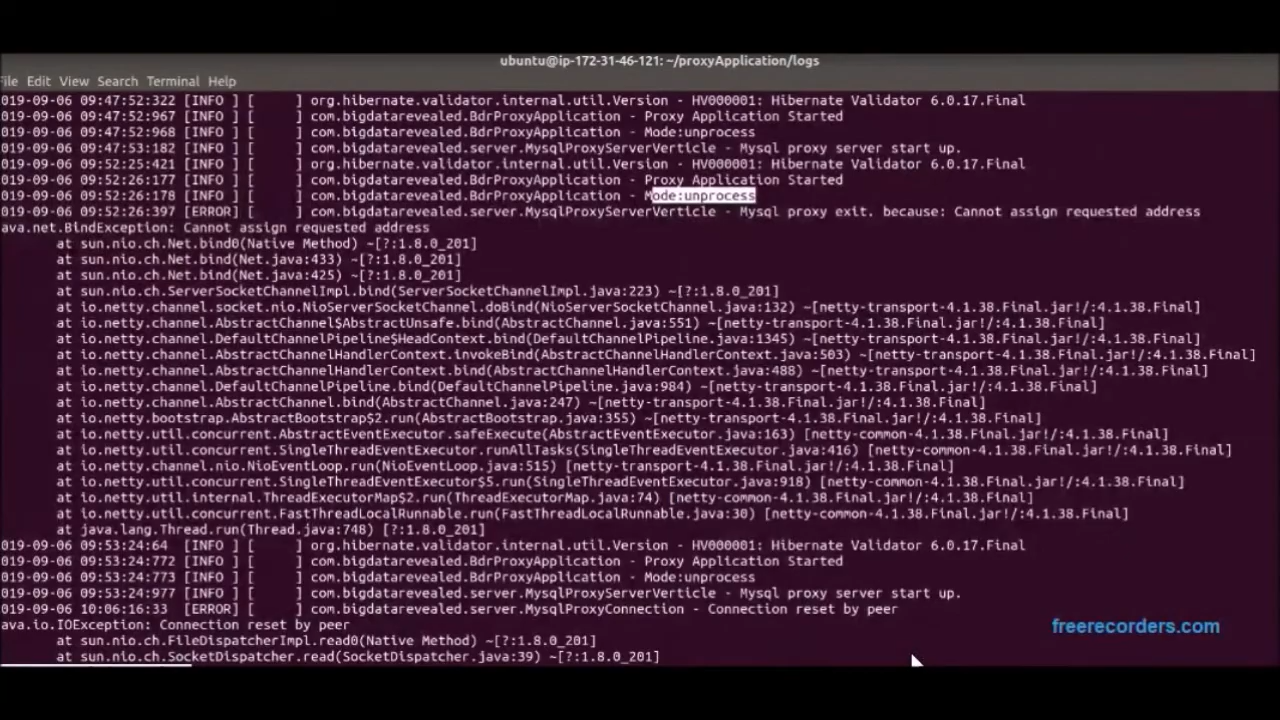 ubuntu@ip-172-31-46-121: ~/proxyApplication/logs
File Edit View Search Terminal Help
019-09-06 09:47:52:322 [INFO ] [      ] org.hibernate.validator.internal.util.Version - HV000001: Hibernate Validator 6.0.17.Final
019-09-06 09:47:52:967 [INFO ] [      ] com.bigdatarevealed.BdrProxyApplication - Proxy Application Started
019-09-06 09:47:52:968 [INFO ] [      ] com.bigdatarevealed.BdrProxyApplication - Mode:unprocess
019-09-06 09:47:53:182 [INFO ] [      ] com.bigdatarevealed.server.MysqlProxyServerVerticle - Mysql proxy server start up.
019-09-06 09:52:25:421 [INFO ] [      ] org.hibernate.validator.internal.util.Version - HV000001: Hibernate Validator 6.0.17.Final
019-09-06 09:52:26:177 [INFO ] [      ] com.bigdatarevealed.BdrProxyApplication - Proxy Application Started
019-09-06 09:52:26:178 [INFO ] [      ] com.bigdatarevealed.BdrProxyApplication - Mode:unprocess
019-09-06 09:52:26:397 [ERROR] [      ] com.bigdatarevealed.server.MysqlProxyServerVerticle - Mysql proxy exit. because: Cannot assign requested address
ava.net.BindException: Cannot assign requested address
at sun.nio.ch.Net.bind0(Native Method) ~[?:1.8.0_201]
at sun.nio.ch.Net.bind(Net.java:433) ~[?:1.8.0_201]
at sun.nio.ch.Net.bind(Net.java:425) ~[?:1.8.0_201]
at sun.nio.ch.ServerSocketChannelImpl.bind(ServerSocketChannelImpl.java:223) ~[?:1.8.0_201]
at io.netty.channel.socket.nio.NioServerSocketChannel.doBind(NioServerSocketChannel.java:132) ~[netty-transport-4.1.38.Final.jar!/:4.1.38.Final]
at io.netty.channel.AbstractChannel$AbstractUnsafe.bind(AbstractChannel.java:551) ~[netty-transport-4.1.38.Final.jar!/:4.1.38.Final]
at io.netty.channel.DefaultChannelPipeline$HeadContext.bind(DefaultChannelPipeline.java:1345) ~[netty-transport-4.1.38.Final.jar!/:4.1.38.Final]
at io.netty.channel.AbstractChannelHandlerContext.invokeBind(AbstractChannelHandlerContext.java:503) ~[netty-transport-4.1.38.Final.jar!/:4.1.38.Final]
at io.netty.channel.AbstractChannelHandlerContext.bind(AbstractChannelHandlerContext.java:488) ~[netty-transport-4.1.38.Final.jar!/:4.1.38.Final]
at io.netty.channel.DefaultChannelPipeline.bind(DefaultChannelPipeline.java:984) ~[netty-transport-4.1.38.Final.jar!/:4.1.38.Final]
at io.netty.channel.AbstractChannel.bind(AbstractChannel.java:247) ~[netty-transport-4.1.38.Final.jar!/:4.1.38.Final]
at io.netty.bootstrap.AbstractBootstrap$2.run(AbstractBootstrap.java:355) ~[netty-transport-4.1.38.Final.jar!/:4.1.38.Final]
at io.netty.util.concurrent.AbstractEventExecutor.safeExecute(AbstractEventExecutor.java:163) [netty-common-4.1.38.Final.jar!/:4.1.38.Final]
at io.netty.util.concurrent.SingleThreadEventExecutor.runAllTasks(SingleThreadEventExecutor.java:416) [netty-common-4.1.38.Final.jar!/:4.1.38.Final]
at io.netty.channel.nio.NioEventLoop.run(NioEventLoop.java:515) [netty-transport-4.1.38.Final.jar!/:4.1.38.Final]
at io.netty.util.concurrent.SingleThreadEventExecutor$5.run(SingleThreadEventExecutor.java:918) [netty-common-4.1.38.Final.jar!/:4.1.38.Final]
at io.netty.util.internal.ThreadExecutorMap$2.run(ThreadExecutorMap.java:74) [netty-common-4.1.38.Final.jar!/:4.1.38.Final]
at io.netty.util.concurrent.FastThreadLocalRunnable.run(FastThreadLocalRunnable.java:30) [netty-common-4.1.38.Final.jar!/:4.1.38.Final]
at java.lang.Thread.run(Thread.java:748) [?:1.8.0_201]
019-09-06 09:53:24:64  [INFO ] [      ] org.hibernate.validator.internal.util.Version - HV000001: Hibernate Validator 6.0.17.Final
019-09-06 09:53:24:772 [INFO ] [      ] com.bigdatarevealed.BdrProxyApplication - Proxy Application Started
019-09-06 09:53:24:773 [INFO ] [      ] com.bigdatarevealed.BdrProxyApplication - Mode:unprocess
019-09-06 09:53:24:977 [INFO ] [      ] com.bigdatarevealed.server.MysqlProxyServerVerticle - Mysql proxy server start up.
019-09-06 10:06:16:33  [ERROR] [      ] com.bigdatarevealed.server.MysqlProxyConnection - Connection reset by peer
ava.io.IOException: Connection reset by peer
at sun.nio.ch.FileDispatcherImpl.read0(Native Method) ~[?:1.8.0_201]
at sun.nio.ch.SocketDispatcher.read(SocketDispatcher.java:39) ~[?:1.8.0_201]
freerecorders.com